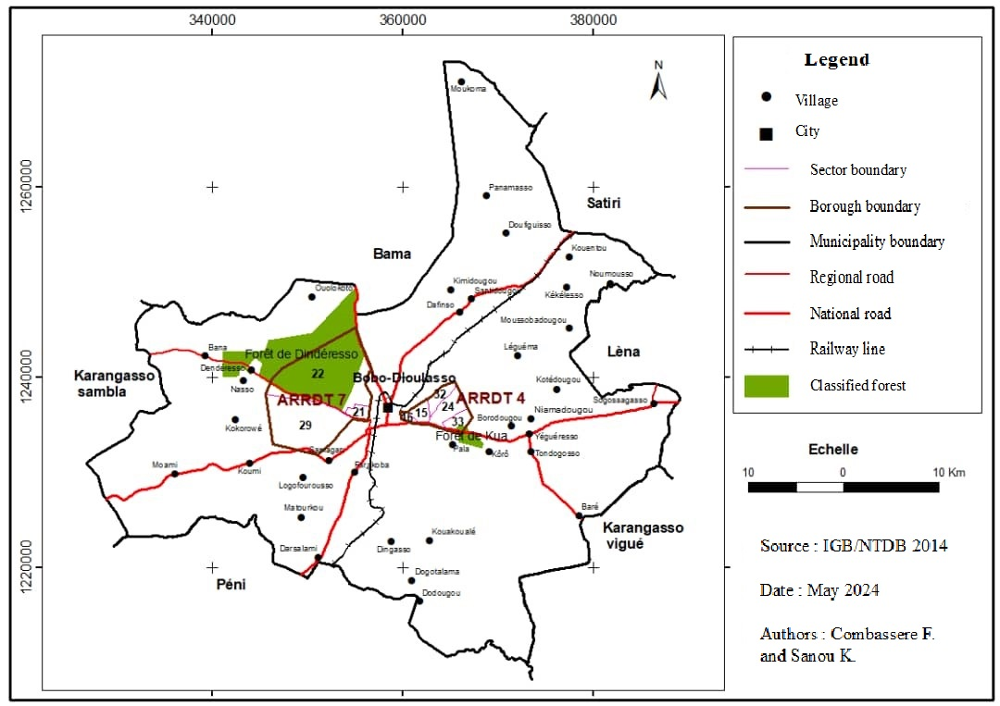 340000
360000
380000
1260000
1240000
1220000
N
Moukoma
Panamasso
Satiri
Doufiguisso
Bama
Kouentou
Noumousso
Kimidougou
Ouolokoto
Santidougou
Kékélesso
Dafinso
Moussobadougou
Bana
Forêt de Dindéresso
Léguéma
Lèna
Denderesso
22
Bobo-Dioulasso
Karangasso
sambla
Nasso
Kotédougou
ARRDT 7
32
ARRDT 4
Sogossagasso
21
16
15
24
Niamadougou
29
33
Borodougou
Kokorowé
Forêt de Kua
Yéguéresso
Pala
Kôrô
Tondogosso
Moami
Koumi
Farakoba
Logofourousso
Matourkou
Baré
Karangasso
vigué
Kouakoualé
Darsalami
Dingasso
Péni
Dogotalama
Dodougou
Legend
Village
City
Sector boundary
Borough boundary
Municipality boundary
Regional road
National road
Railway line
Classified forest
Echelle
10 0 10 Km
Source : IGB/NTDB 2014
Date : May 2024
Authors : Combassere F.
and Sanou K.